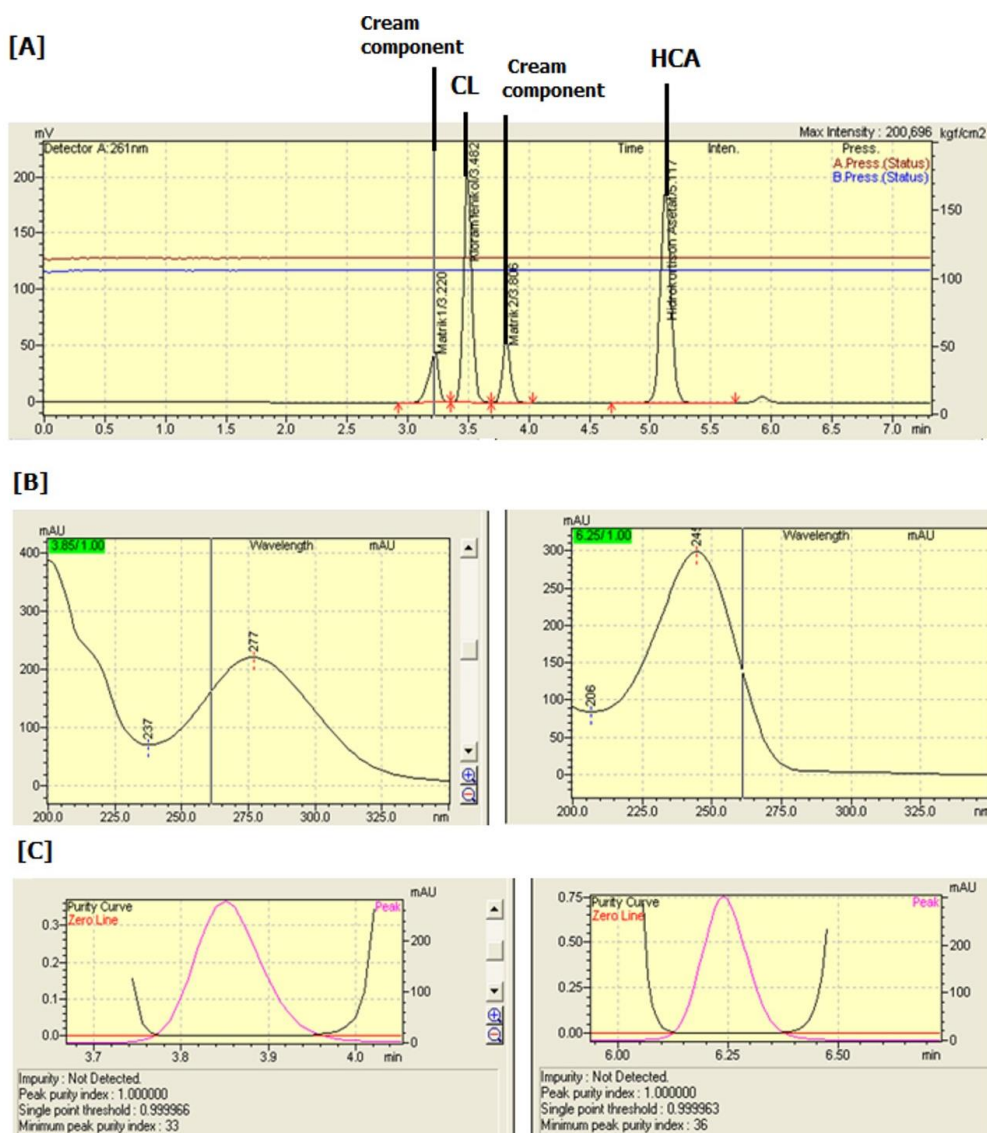 [A]
Cream
component
CL
Cream
component
HCA
mV
Max Intensity : 200,696
kgf/cm2
Detector A:261nm
Time
Inten.
Press.
A.Press.(Status)
B.Press.(Status)
200
150
100
50
0
150
100
50
0
Matrik1/3.220
Kloramfenikol/3.482
Matrik2/3.806
Hidrokortison Asetat/5.117
0.0 0.5 1.0 1.5 2.0 2.5 3.0 3.5 4.0 4.5 5.0 5.5 6.0 6.5 7.0 min
[B]
mAU
3.85/1.00
Wavelength
mAU
400
300
200
100
0
237
277
200.0 225.0 250.0 275.0 300.0 325.0 nm
mAU
6.25/1.00
Wavelength
mAU
300
250
200
150
100
50
0
206
245
200.0 225.0 250.0 275.0 300.0 325.0 nm
[C]
mAU
Purity Curve
Peak
Zero Line
0.3
0.2
0.1
0.0
200
100
0
3.7 3.8 3.9 4.0 min
Impurity : Not Detected.
Peak purity index : 1.000000
Single point threshold : 0.999966
Minimum peak purity index : 33
mAU
0.75
Purity Curve
Peak
Zero Line
0.50
0.25
0.00
200
100
0
6.00 6.25 6.50 min
Impurity : Not Detected.
Peak purity index : 1.000000
Single point threshold : 0.999963
Minimum peak purity index : 36